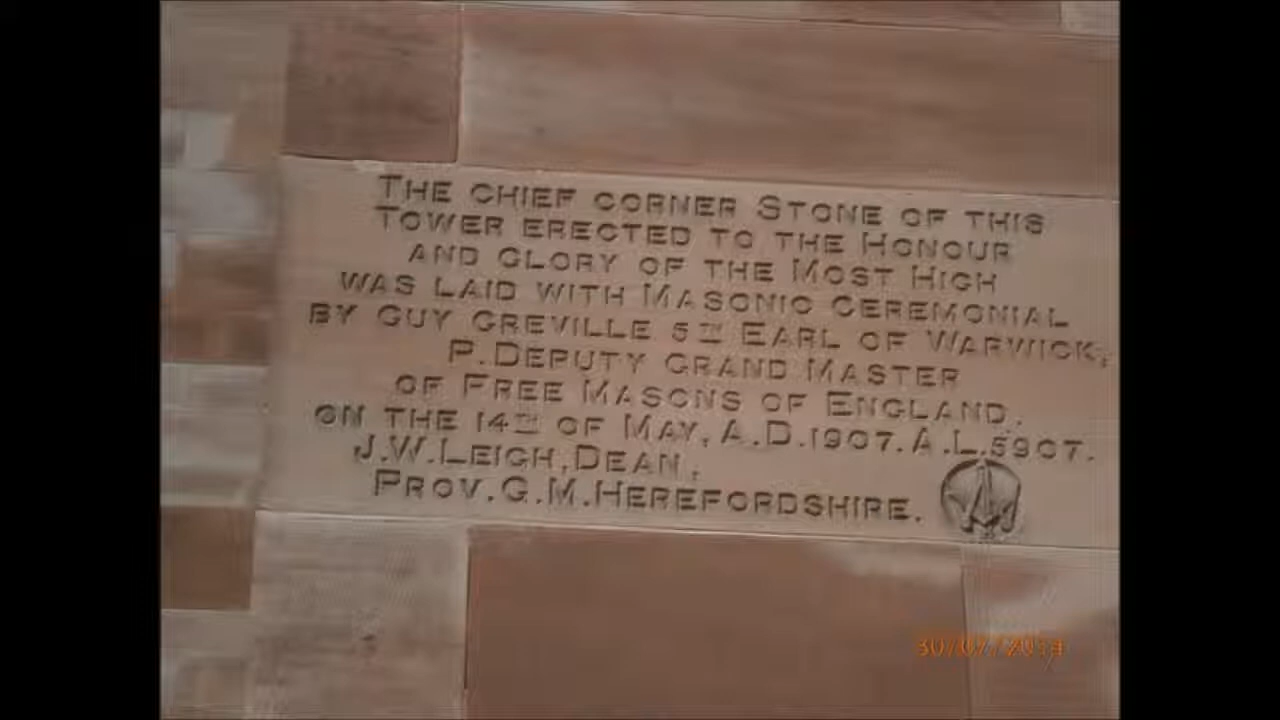 THE CHIEF CORNER STONE OF THIS
TOWER ERECTED TO THE HONOUR
AND GLORY OF THE MOST HIGH
WAS LAID WITH MASONIC CEREMONIAL
BY GUY GREVILLE 5TH EARL OF WARWICK,
P. DEPUTY GRAND MASTER
OF FREE MASONS OF ENGLAND.
ON THE 14TH OF MAY, A.D. 1907. A.L. 5907.
J.W. LEIGH, DEAN,
PROV. G.M. HEREFORDSHIRE.